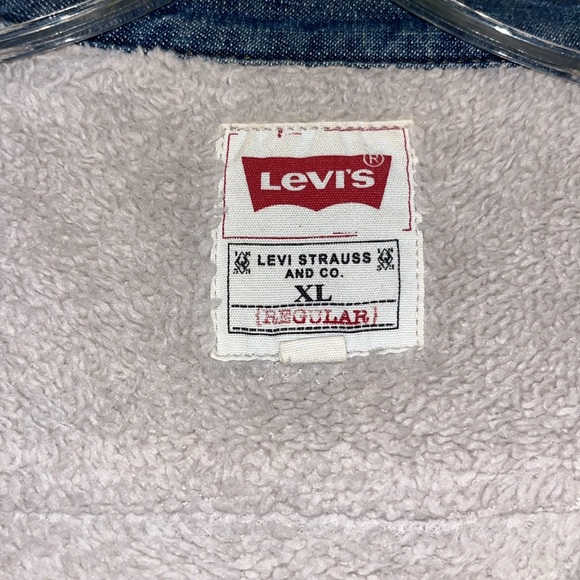 Levi's ®
LEVI STRAUSS
AND CO.
XL
{REGULAR}